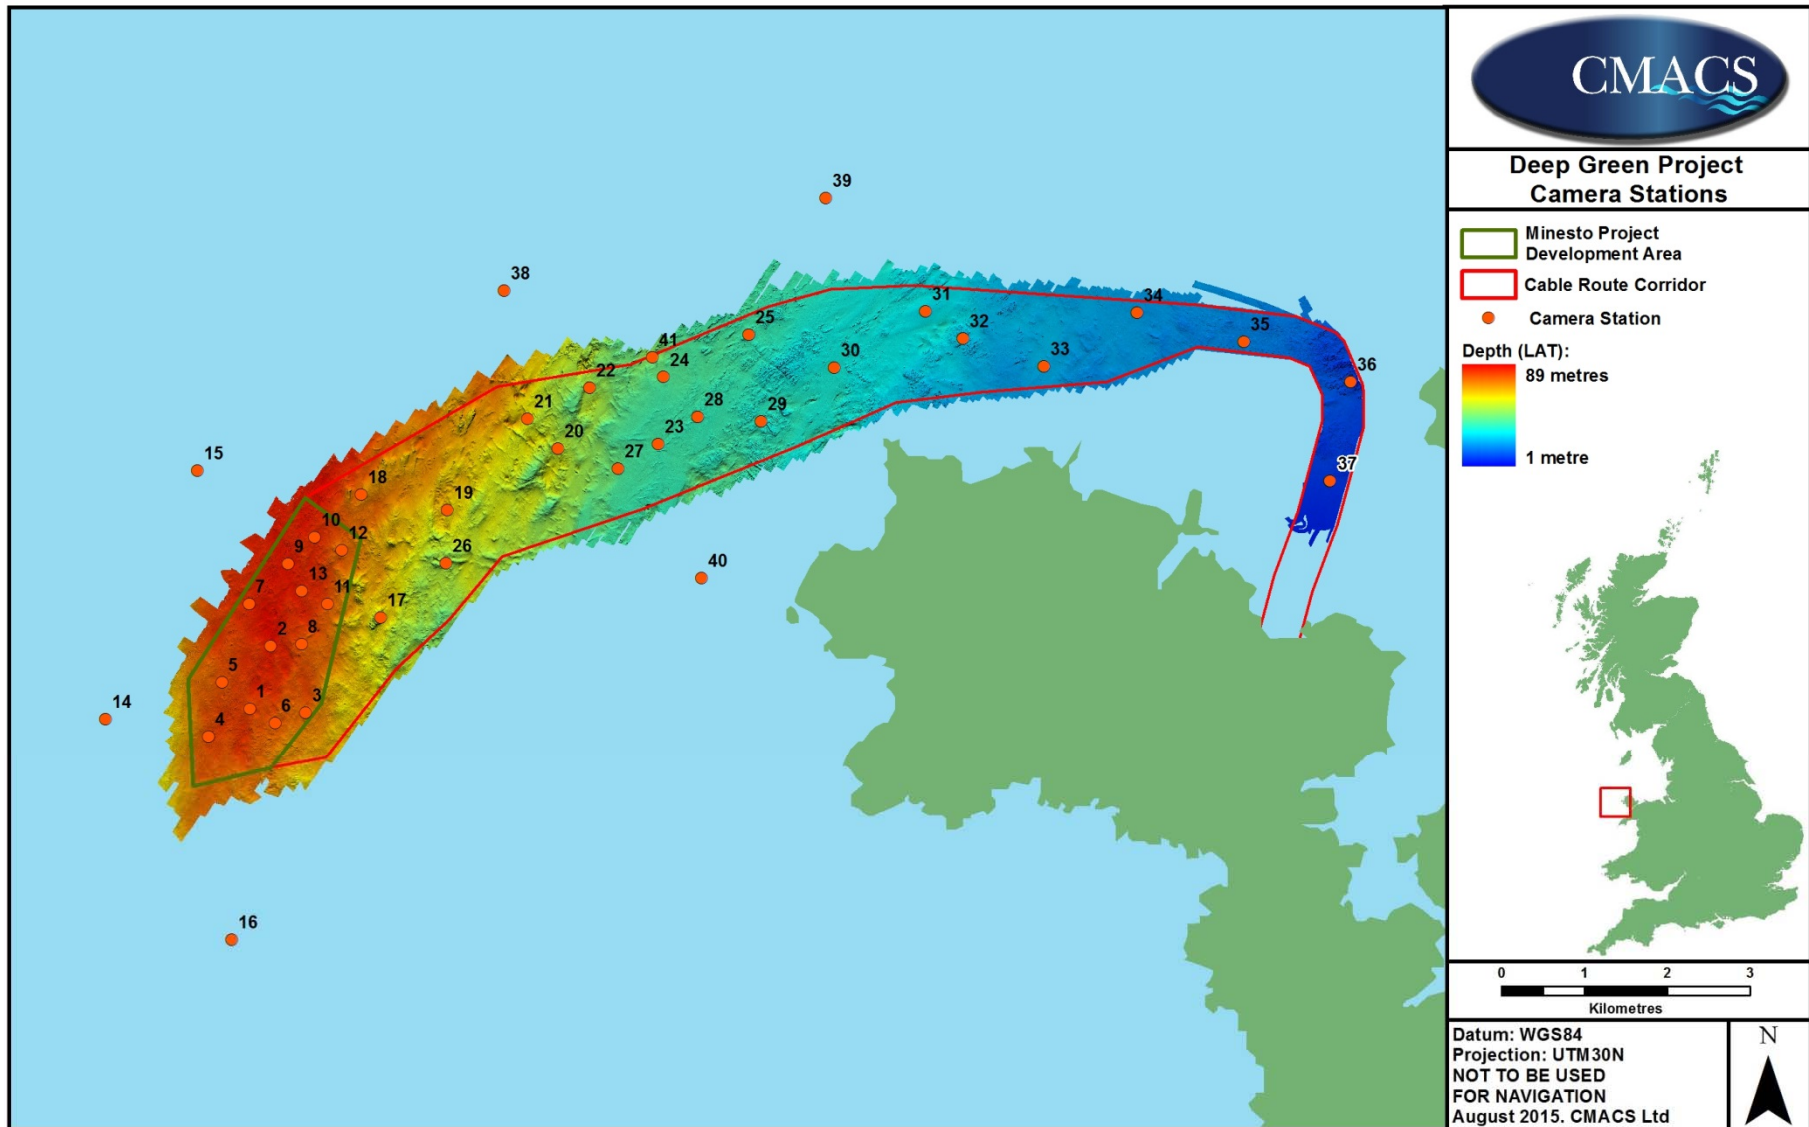 CMACS
Deep Green Project
Camera Stations
Minesto Project
Development Area
Cable Route Corridor
Camera Station
Depth (LAT):
89 metres
1 metre
39
38
31
34
25
32
35
41
30
33
36
24
22
28
29
21
23
20
27
37
15
18
19
10
12
26
9
40
13
7
11
17
2
8
5
1
3
14
6
4
16
0 1 2 3
Kilometres
Datum: WGS84
Projection: UTM30N
NOT TO BE USED
FOR NAVIGATION
August 2015. CMACS Ltd
N